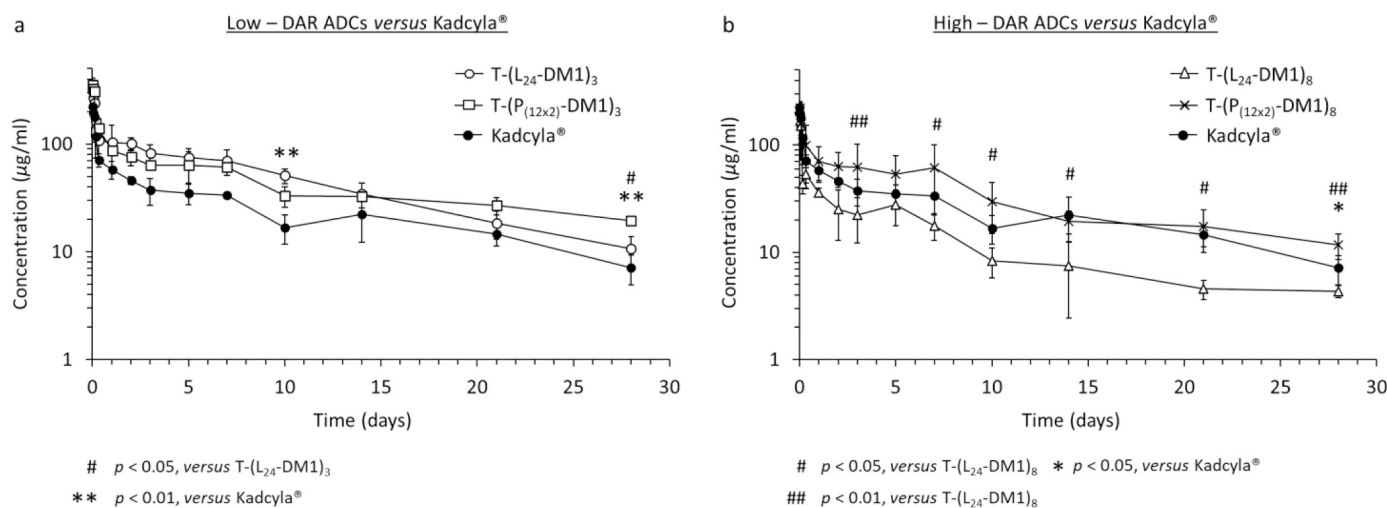 a
Low – DAR ADCs versus Kadcyla®
T-(L24-DM1)3
T-(P(12x2)-DM1)3
Kadcyla®
Concentration (µg/ml)
100
10
1
**
#
**
0 5 10 15 20 25 30
Time (days)
# p < 0.05, versus T-(L24-DM1)3
** p < 0.01, versus Kadcyla®
b
High – DAR ADCs versus Kadcyla®
T-(L24-DM1)8
T-(P(12x2)-DM1)8
Kadcyla®
Concentration (µg/ml)
100
10
1
## # # # # ##
*
0 5 10 15 20 25 30
Time (days)
# p < 0.05, versus T-(L24-DM1)8 * p < 0.05, versus Kadcyla®
## p < 0.01, versus T-(L24-DM1)8